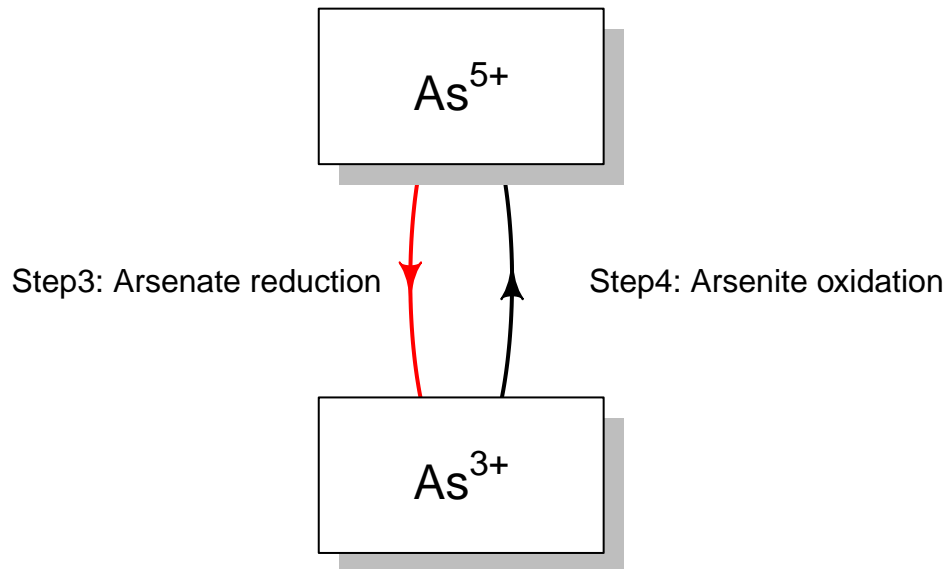 As5+
Step3: Arsenate reduction
Step4: Arsenite oxidation
As3+